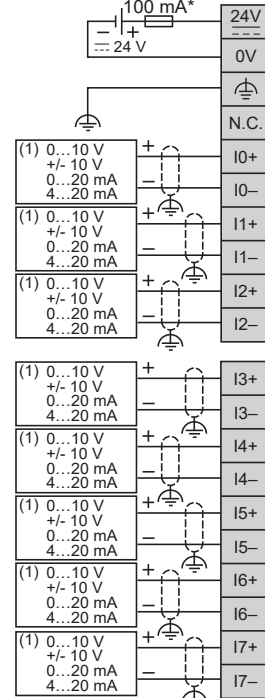 100 mA*
24V
− +
24 V
0V
N.C.
(1) 0...10 V
+/- 10 V
0...20 mA
4...20 mA
+
−
I0+
I0–
(1) 0...10 V
+/- 10 V
0...20 mA
4...20 mA
+
−
I1+
I1–
(1) 0...10 V
+/- 10 V
0...20 mA
4...20 mA
+
−
I2+
I2–
(1) 0...10 V
+/- 10 V
0...20 mA
4...20 mA
+
−
I3+
I3–
(1) 0...10 V
+/- 10 V
0...20 mA
4...20 mA
+
−
I4+
I4–
(1) 0...10 V
+/- 10 V
0...20 mA
4...20 mA
+
−
I5+
I5–
(1) 0...10 V
+/- 10 V
0...20 mA
4...20 mA
+
−
I6+
I6–
(1) 0...10 V
+/- 10 V
0...20 mA
4...20 mA
+
−
I7+
I7–